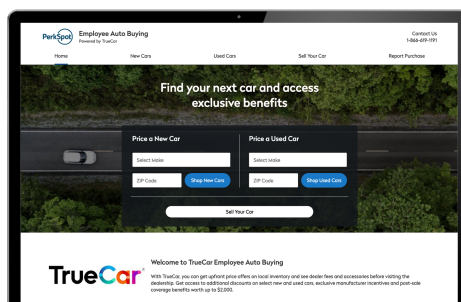 PerkSpot
Employee Auto Buying
Powered by TrueCar
Contact Us
1-866-619-1191
Home
New Cars
Used Cars
Sell Your Car
Report Purchase
Find your next car and access
exclusive benefits
Price a New Car
Price a Used Car
Select Make
Select Make
ZIP Code
Shop New Cars
ZIP Code
Shop Used Cars
Sell Your Car
TrueCar
Welcome to TrueCar Employee Auto Buying
With TrueCar, you can get upfront price offers on local inventory and see dealer fees and accessories before visiting the
dealership. Get access to additional discounts on select new and used cars, exclusive manufacturer incentives and post-sale
coverage benefits worth up to $2,000.